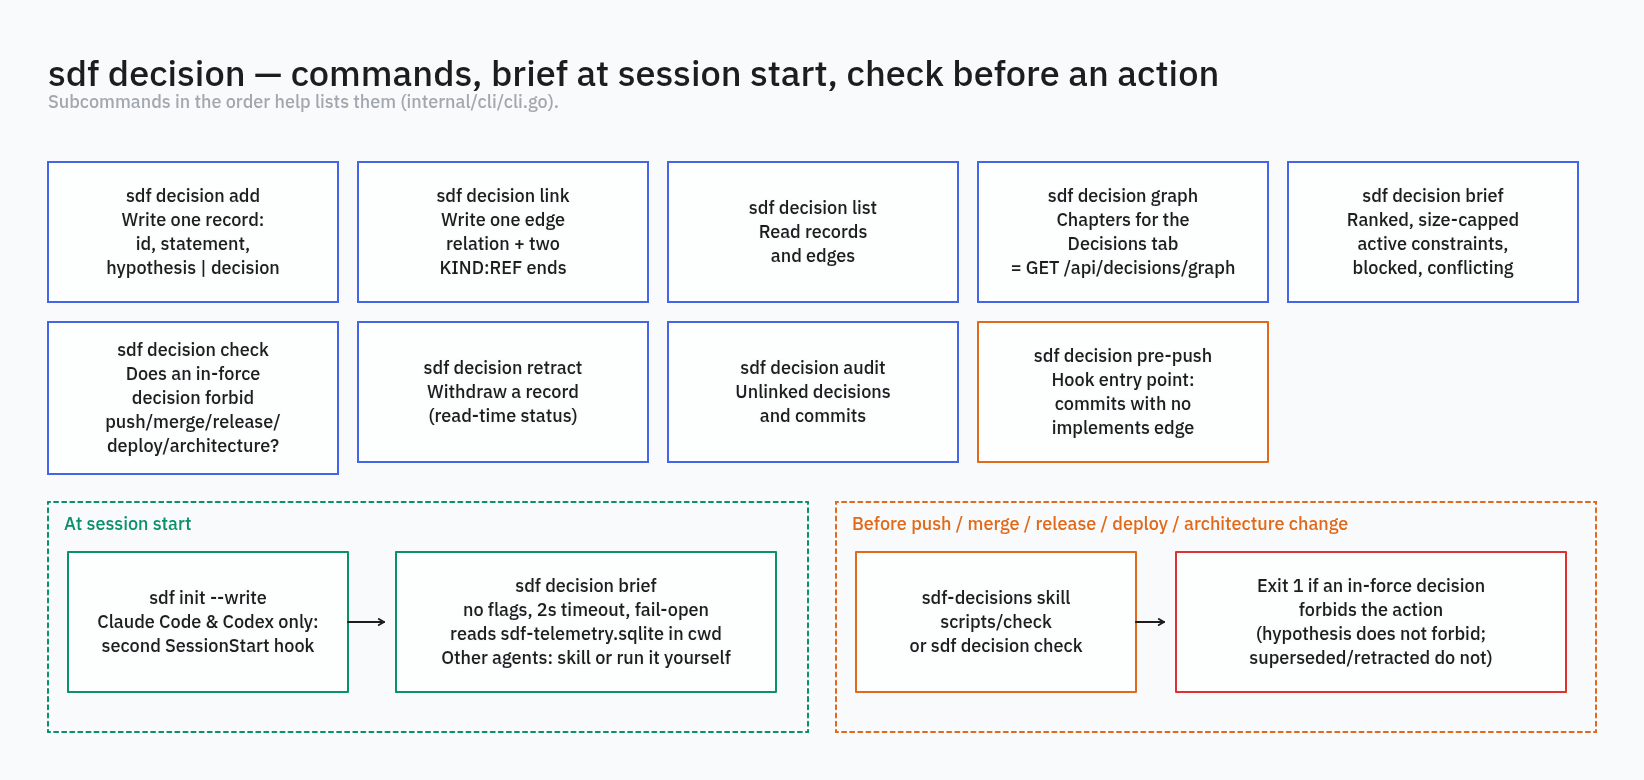 sdf decision — commands, brief at session start, check before an action
Subcommands in the order help lists them (internal/cli/cli.go).
sdf decision add
Write one record:
id, statement,
hypothesis | decision
sdf decision link
Write one edge
relation + two
KIND:REF ends
sdf decision list
Read records
and edges
sdf decision graph
Chapters for the
Decisions tab
= GET /api/decisions/graph
sdf decision brief
Ranked, size-capped
active constraints,
blocked, conflicting
sdf decision check
Does an in-force
decision forbid
push/merge/release/
deploy/architecture?
sdf decision retract
Withdraw a record
(read-time status)
sdf decision audit
Unlinked decisions
and commits
sdf decision pre-push
Hook entry point:
commits with no
implements edge
At session start
sdf init --write
Claude Code & Codex only:
second SessionStart hook
sdf decision brief
no flags, 2s timeout, fail-open
reads sdf-telemetry.sqlite in cwd
Other agents: skill or run it yourself
Before push / merge / release / deploy / architecture change
sdf-decisions skill
scripts/check
or sdf decision check
Exit 1 if an in-force decision
forbids the action
(hypothesis does not forbid;
superseded/retracted do not)